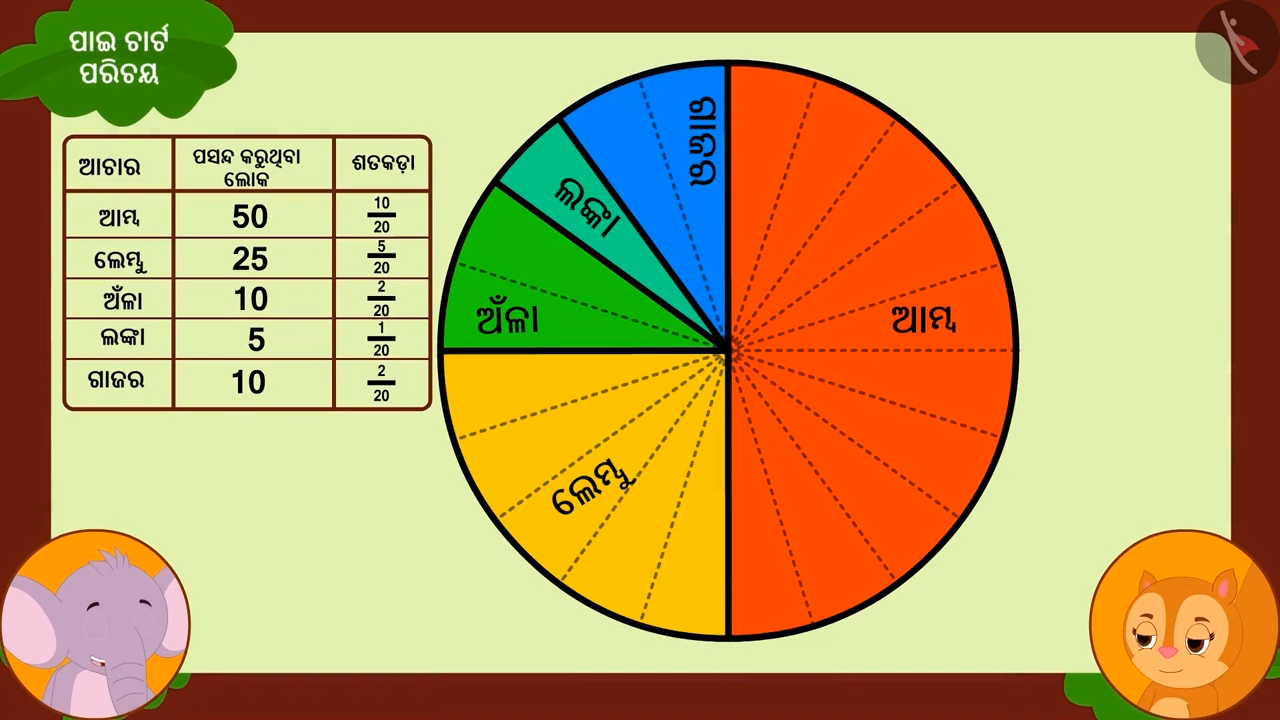 ପାଇ ଚାର୍ଟ
ପରିଚୟ
ଆଚାର
ପସନ୍ଦ କରୁଥିବା
ଲୋକ
ଶତକଡ଼ା
ଆମ୍ବ 50 10/20
ଲେମ୍ବୁ 25 5/20
ଅଁଳା 10 2/20
ଲଙ୍କା 5 1/20
ଗାଜର 10 2/20
ଗାଜର
ଲଙ୍କା
ଅଁଳା
ଆମ୍ବ
ଲେମ୍ବୁ